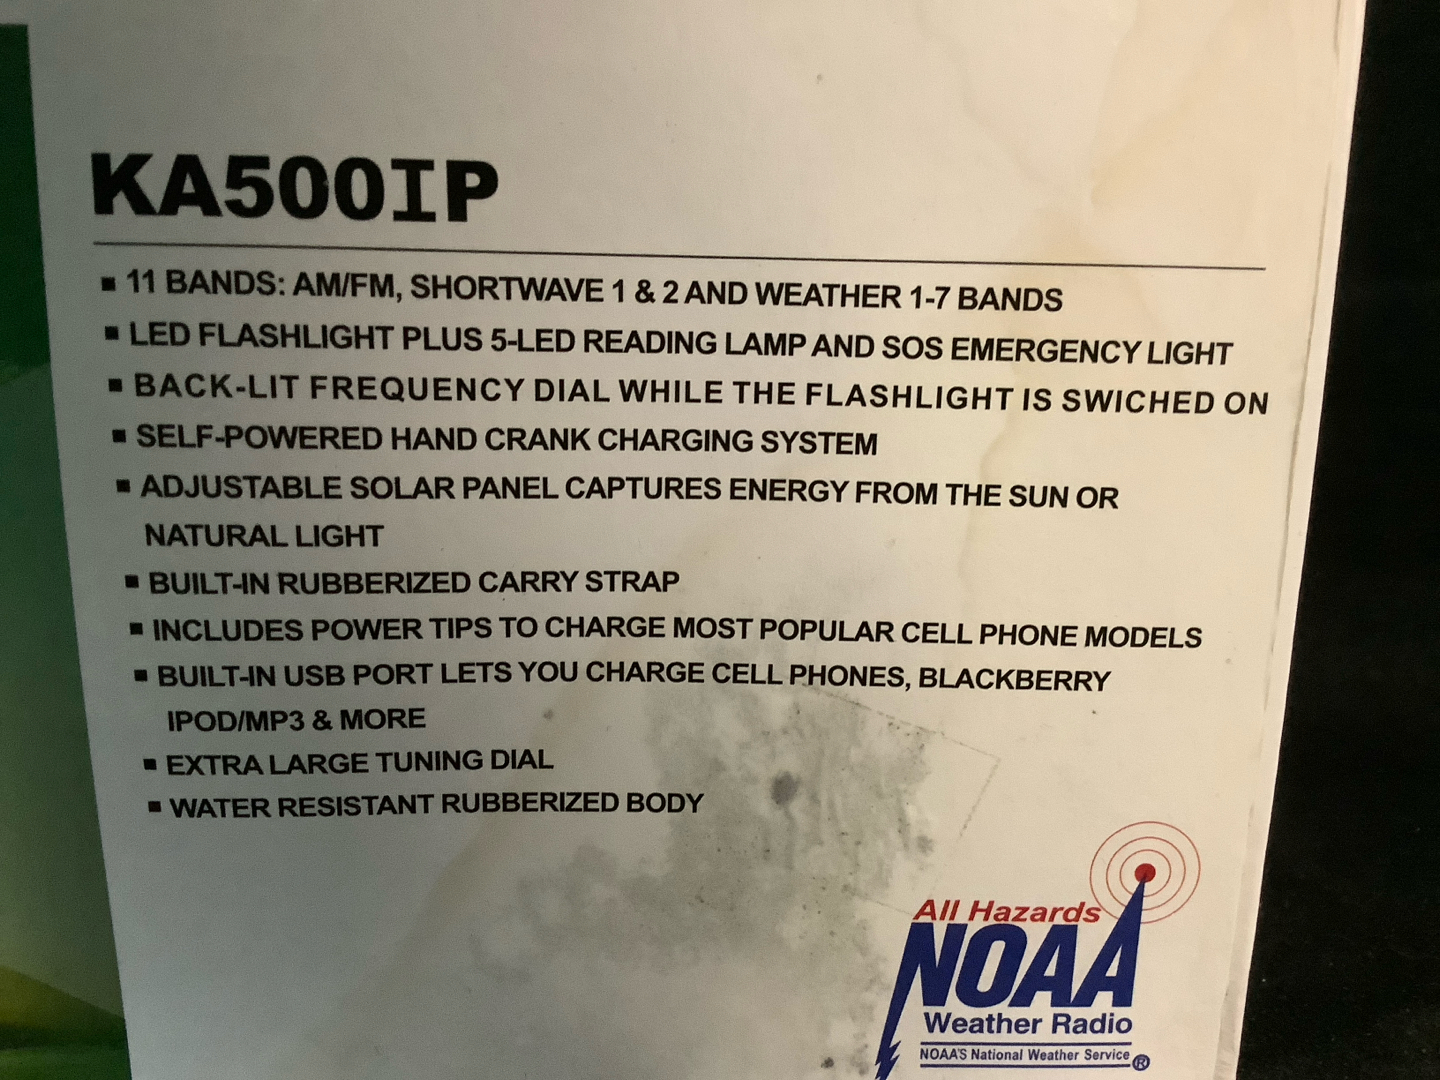 KA500IP
▪ 11 BANDS: AM/FM, SHORTWAVE 1 & 2 AND WEATHER 1-7 BANDS
▪ LED FLASHLIGHT PLUS 5-LED READING LAMP AND SOS EMERGENCY LIGHT
▪ BACK-LIT FREQUENCY DIAL WHILE THE FLASHLIGHT IS SWICHED ON
▪ SELF-POWERED HAND CRANK CHARGING SYSTEM
▪ ADJUSTABLE SOLAR PANEL CAPTURES ENERGY FROM THE SUN OR
NATURAL LIGHT
▪ BUILT-IN RUBBERIZED CARRY STRAP
▪ INCLUDES POWER TIPS TO CHARGE MOST POPULAR CELL PHONE MODELS
▪ BUILT-IN USB PORT LETS YOU CHARGE CELL PHONES, BLACKBERRY
IPOD/MP3 & MORE
▪ EXTRA LARGE TUNING DIAL
▪ WATER RESISTANT RUBBERIZED BODY
All Hazards
NOAA
Weather Radio
NOAA'S National Weather Service ®